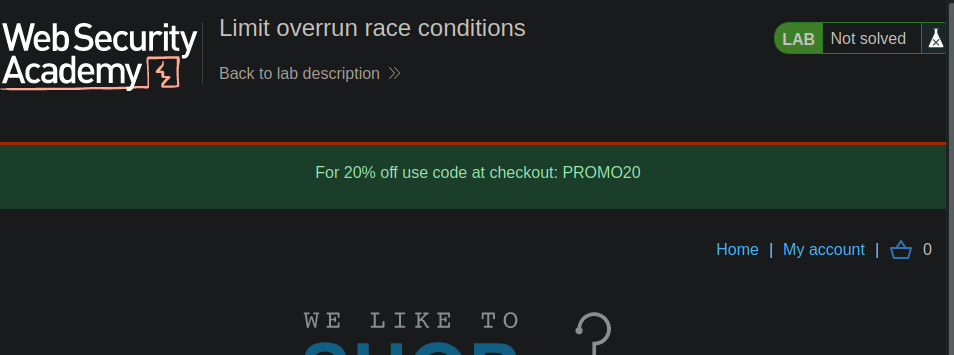 Web Security
Academy
Limit overrun race conditions
Back to lab description
LAB Not solved
For 20% off use code at checkout: PROMO20
Home | My account | 0
WE LIKE TO
SHOP